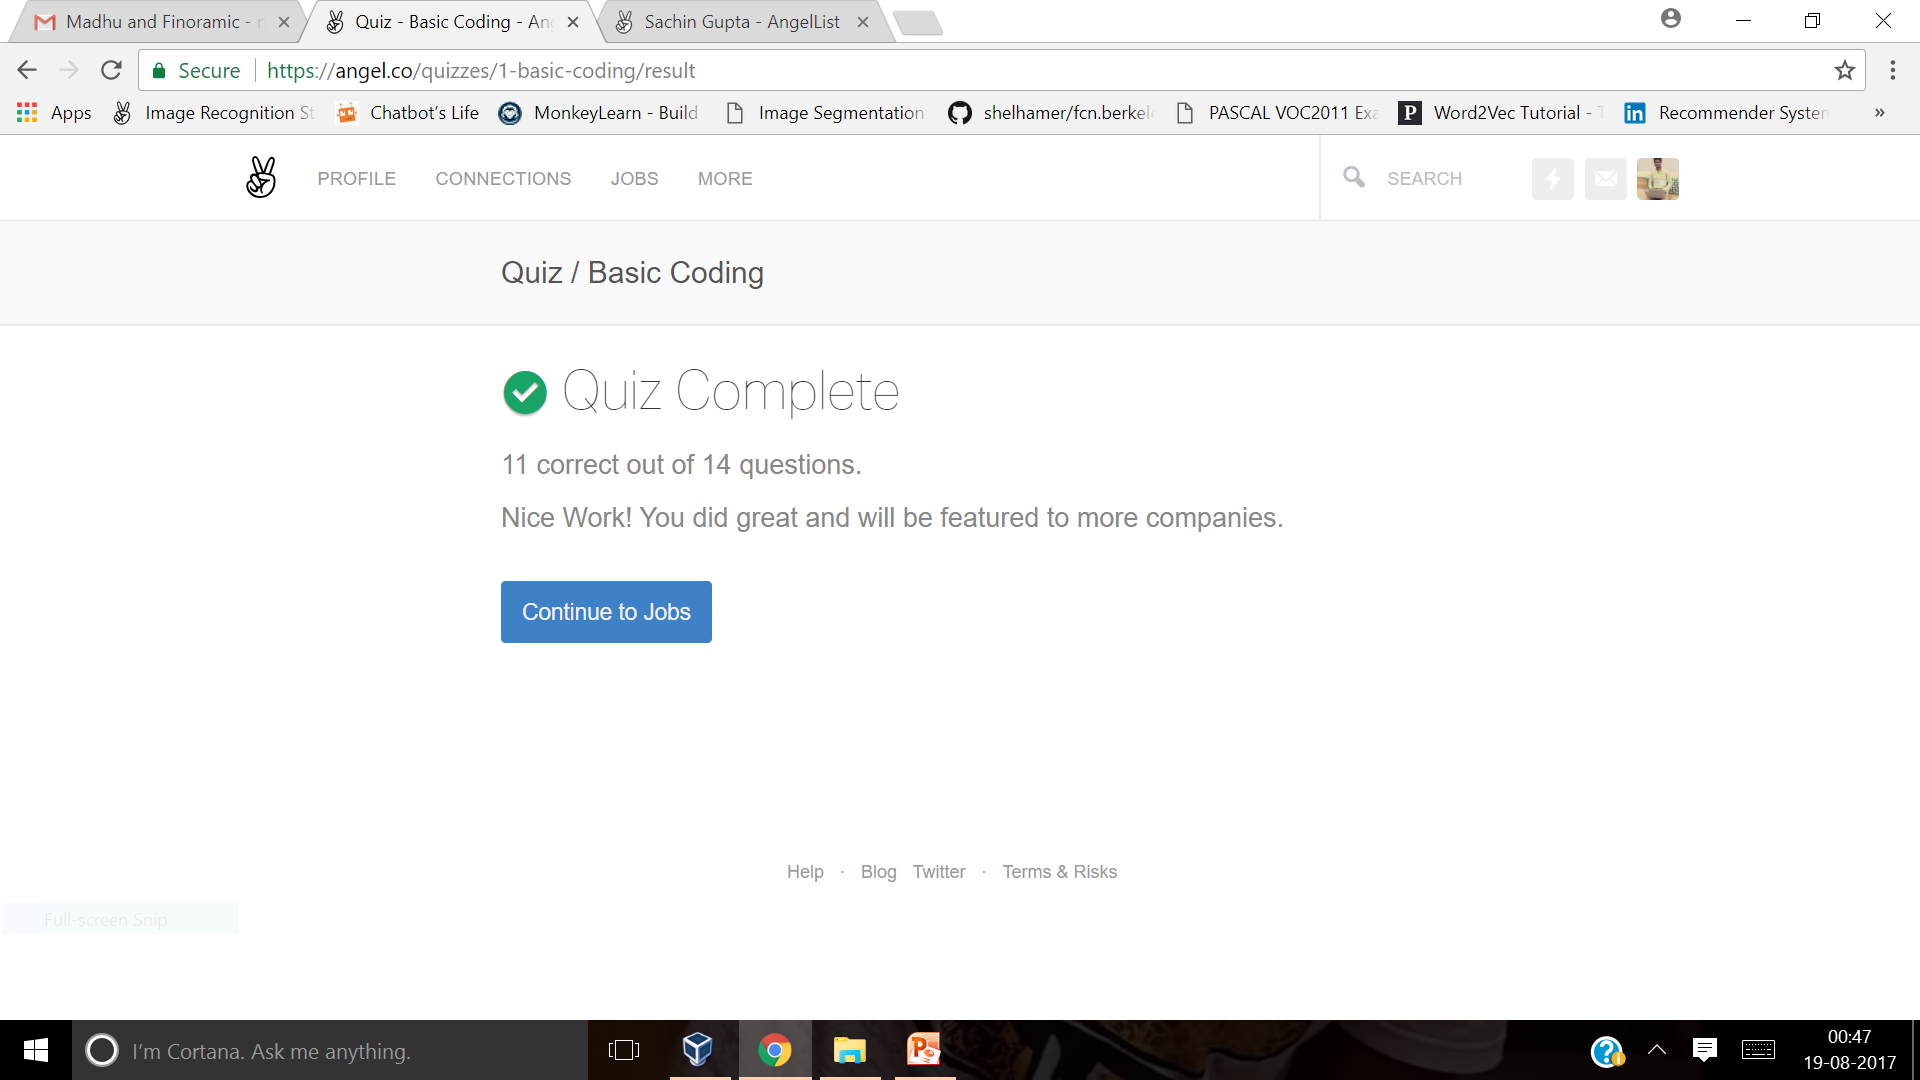 Madhu and Finoramic -
Quiz - Basic Coding - An
Sachin Gupta - AngelList
Secure
https://angel.co/quizzes/1-basic-coding/result
Apps
Image Recognition St
Chatbot's Life
MonkeyLearn - Build
Image Segmentation
shelhamer/fcn.berkel
PASCAL VOC2011 Exa
P
Word2Vec Tutorial -
in
Recommender System
»
PROFILE
CONNECTIONS
JOBS
MORE
SEARCH
Quiz / Basic Coding
Quiz Complete
11 correct out of 14 questions.
Nice Work! You did great and will be featured to more companies.
Continue to Jobs
Help · Blog Twitter · Terms & Risks
Full-screen Snip
I'm Cortana. Ask me anything.
00:47
19-08-2017